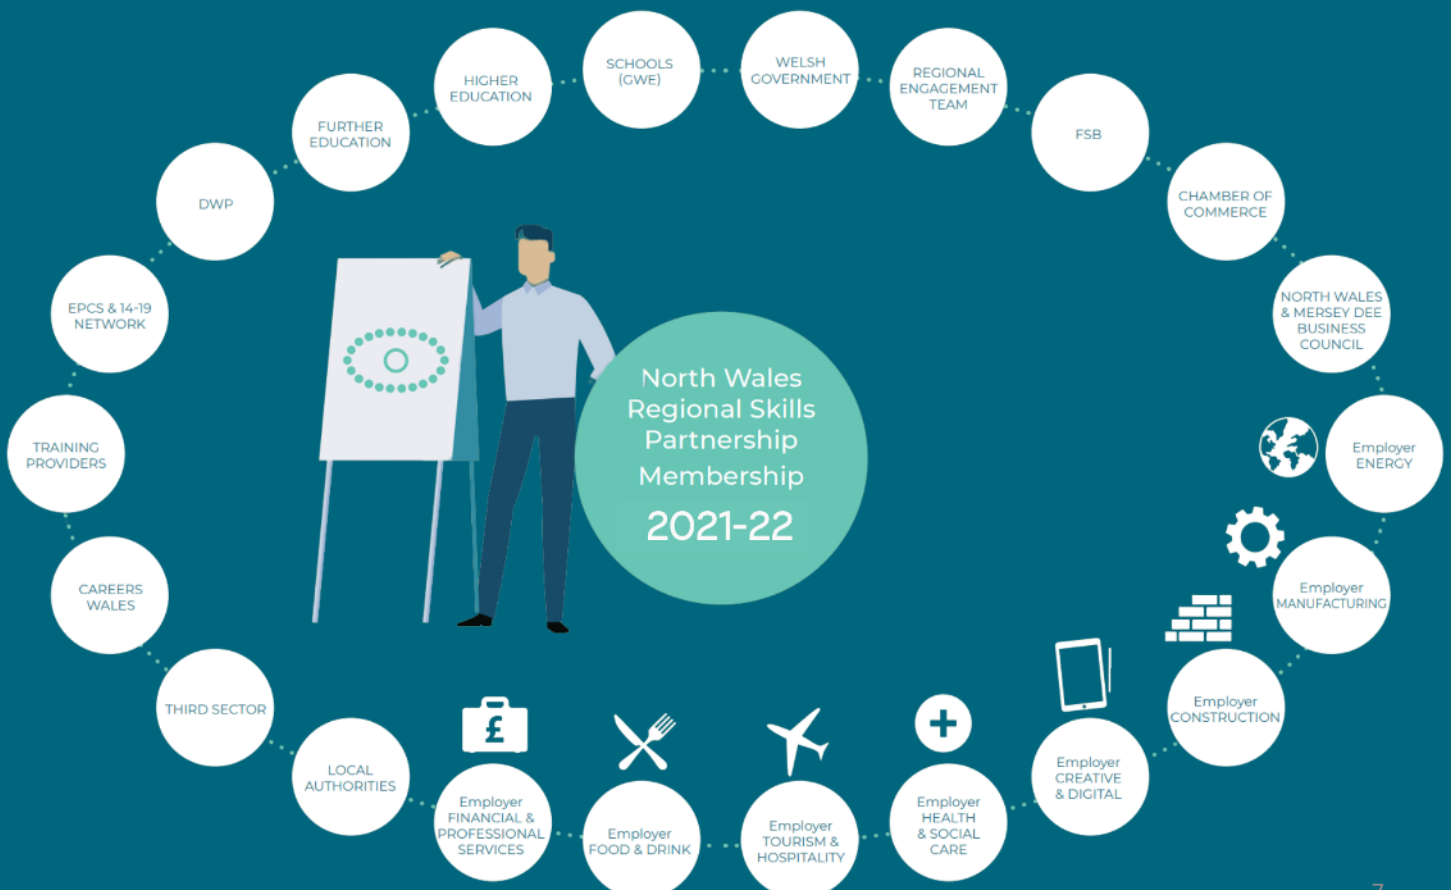 SCHOOLS
(GWE)
WELSH
GOVERNMENT
REGIONAL
ENGAGEMENT
TEAM
FSB
CHAMBER OF
COMMERCE
NORTH WALES
& MERSEY DEE
BUSINESS
COUNCIL
Employer
ENERGY
Employer
MANUFACTURING
Employer
CONSTRUCTION
Employer
CREATIVE
& DIGITAL
Employer
HEALTH
& SOCIAL
CARE
Employer
TOURISM &
HOSPITALITY
Employer
FOOD & DRINK
£
Employer
FINANCIAL &
PROFESSIONAL
SERVICES
LOCAL
AUTHORITIES
THIRD SECTOR
CAREERS
WALES
TRAINING
PROVIDERS
EPCS & 14-19
NETWORK
DWP
FURTHER
EDUCATION
HIGHER
EDUCATION
North Wales
Regional Skills
Partnership
Membership
2021-22